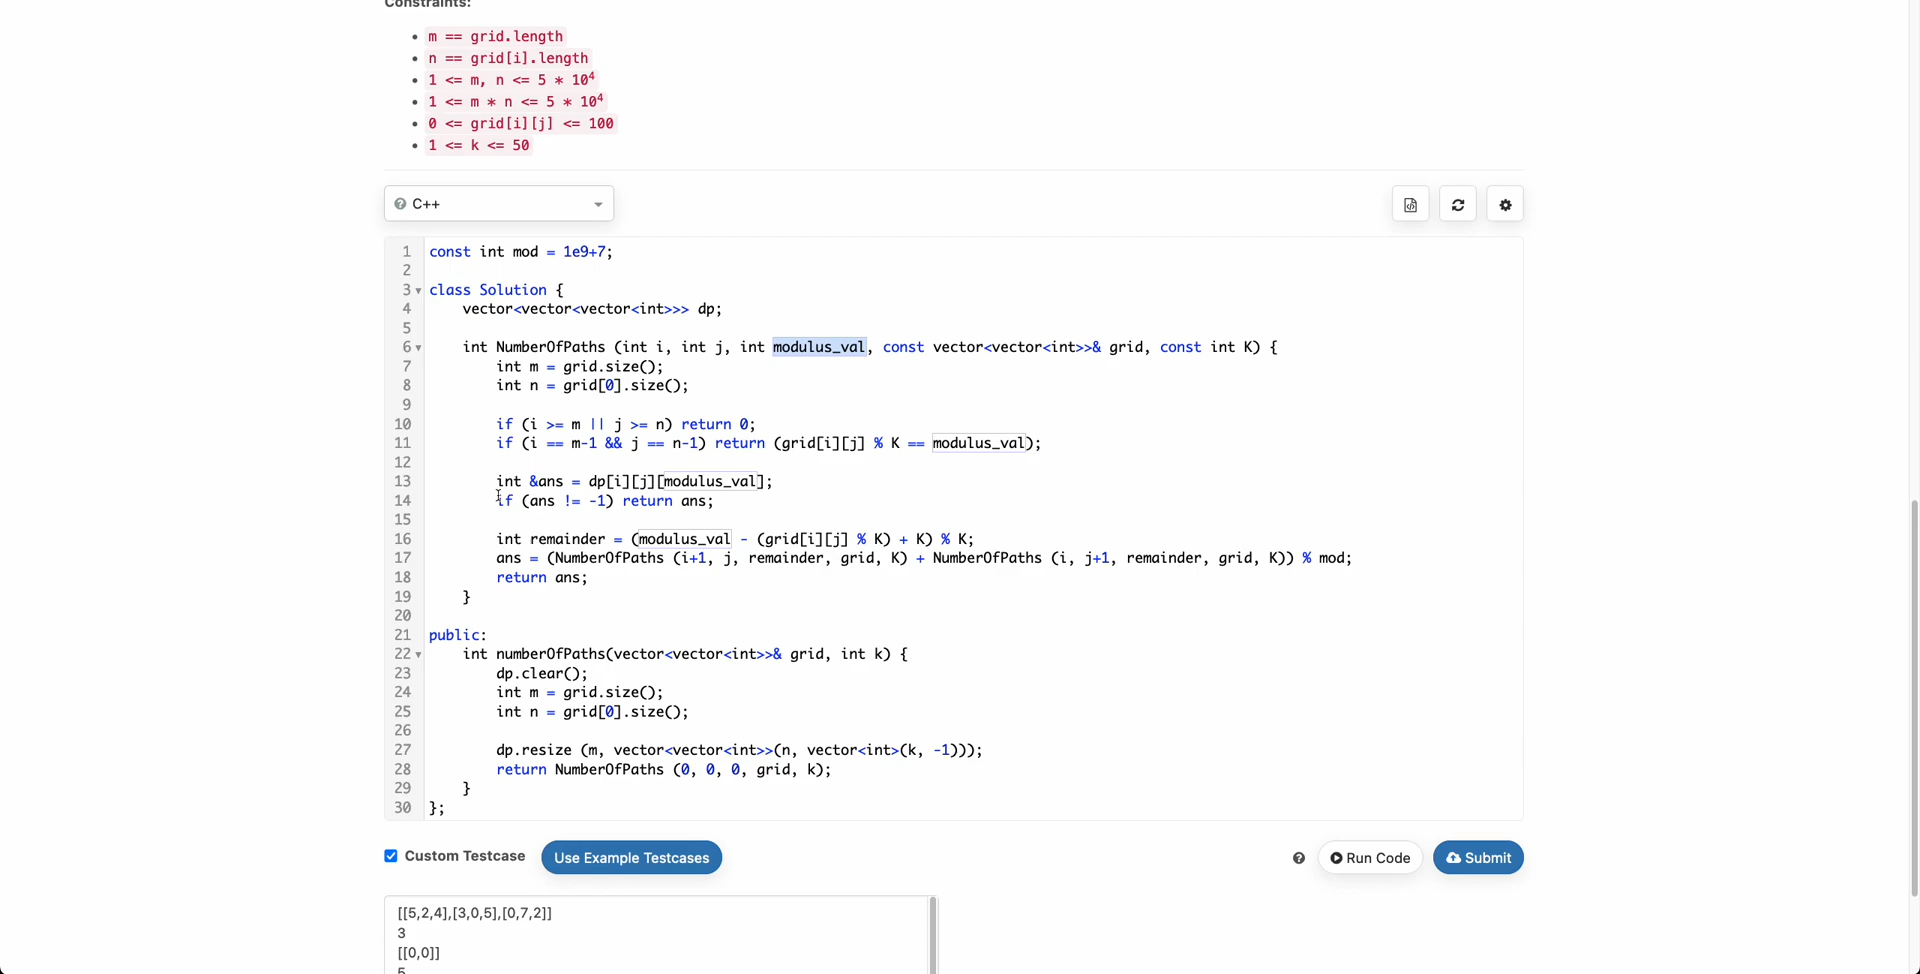 Constraints:
m == grid.length
n == grid[i].length
1 <= m, n <= 5 * 10⁴
1 <= m * n <= 5 * 10⁴
0 <= grid[i][j] <= 100
1 <= k <= 50
C++
1 const int mod = 1e9+7;
2
3 class Solution {
4     vector<vector<vector<int>>> dp;
5
6     int NumberOfPaths (int i, int j, int modulus_val, const vector<vector<int>>& grid, const int K) {
7         int m = grid.size();
8         int n = grid[0].size();
9
10         if (i >= m || j >= n) return 0;
11         if (i == m-1 && j == n-1) return (grid[i][j] % K == modulus_val);
12
13         int &ans = dp[i][j][modulus_val];
14         if (ans != -1) return ans;
15
16         int remainder = (modulus_val - (grid[i][j] % K) + K) % K;
17         ans = (NumberOfPaths (i+1, j, remainder, grid, K) + NumberOfPaths (i, j+1, remainder, grid, K)) % mod;
18         return ans;
19     }
20
21 public:
22     int numberOfPaths(vector<vector<int>>& grid, int k) {
23         dp.clear();
24         int m = grid.size();
25         int n = grid[0].size();
26
27         dp.resize (m, vector<vector<int>>(n, vector<int>(k, -1)));
28         return NumberOfPaths (0, 0, 0, grid, k);
29     }
30 };
Custom Testcase Use Example Testcases Run Code Submit
[[5,2,4],[3,0,5],[0,7,2]]
3
[[0,0]]
5